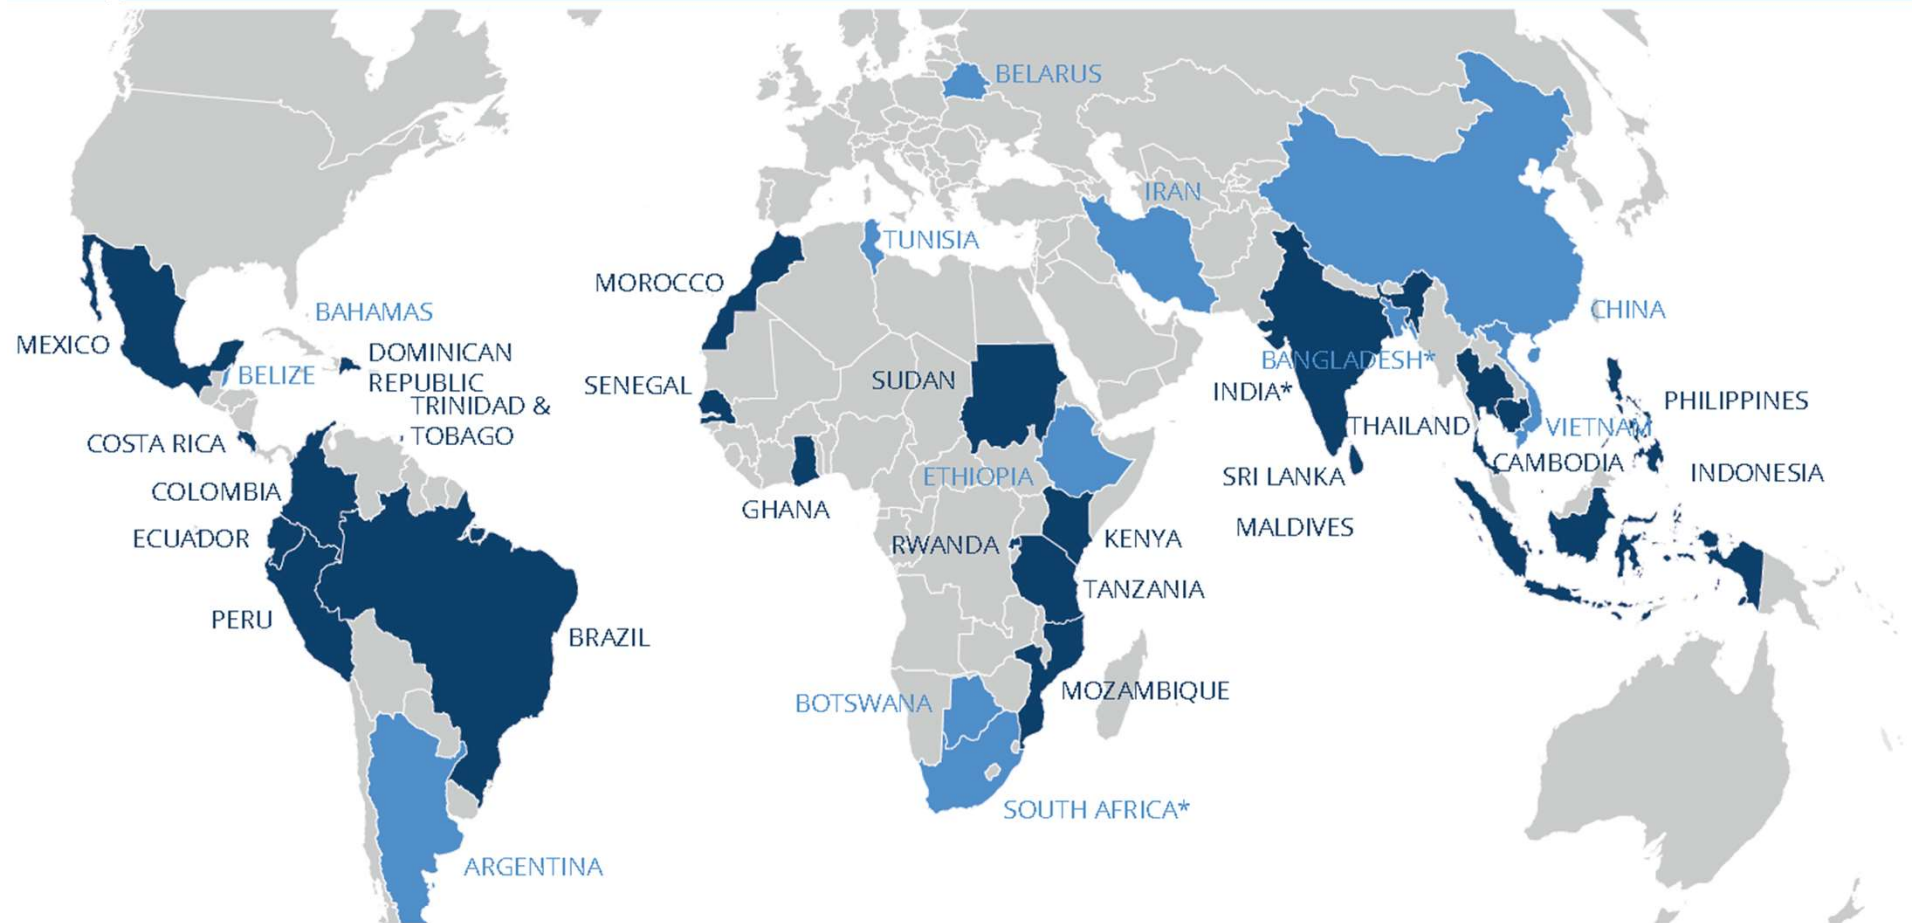 BELARUS
IRAN
TUNISIA
MOROCCO
BAHAMAS
CHINA
MEXICO
DOMINICAN
REPUBLIC
BELIZE
BANGLADESH*
SUDAN
SENEGAL
INDIA*
TRINIDAD &
TOBAGO
PHILIPPINES
COSTA RICA
THAILAND
VIETNAM
CAMBODIA
INDONESIA
ETHIOPIA
SRI LANKA
COLOMBIA
GHANA
MALDIVES
ECUADOR
RWANDA
KENYA
TANZANIA
PERU
BRAZIL
MOZAMBIQUE
BOTSWANA
SOUTH AFRICA*
ARGENTINA